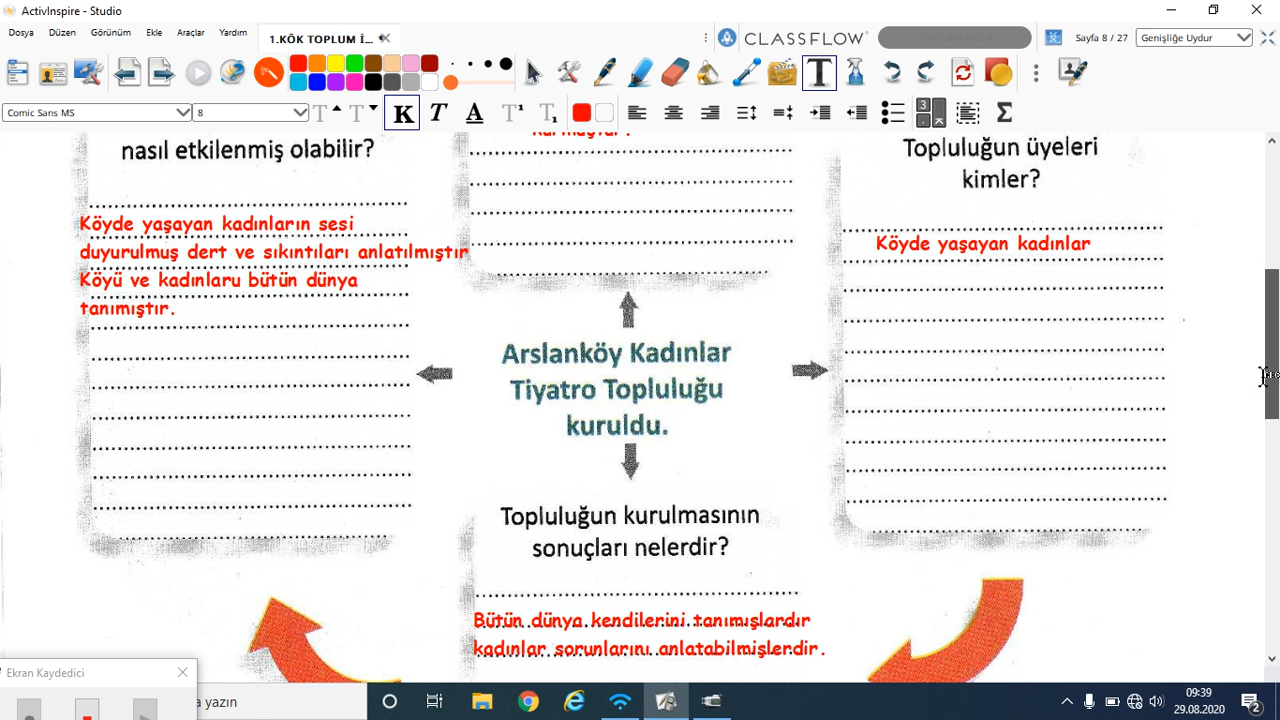 ActivInspire - Studio
Dosya Düzen Görünüm Ekle Araçlar Yardım
1.KÖK TOPLUM İ...
CLASSFLOW
Sayfa 8 / 27
Genişliğe Uydur
Comic Sans MS
8
K T A
nasıl etkilenmiş olabilir?
Köyde yaşayan kadınların sesi
duyurulmuş dert ve sıkıntıları anlatılmıştır
Köyü ve kadınlaru bütün dünya
tanımıştır.
Topluluğun üyeleri
kimler?
Köyde yaşayan kadınlar
Arslanköy Kadınlar
Tiyatro Topluluğu
kuruldu.
Topluluğun kurulmasının
sonuçları nelerdir?
Bütün dünya kendilerini tanımışlardır
kadınlar sorunlarını anlatabilmişlerdir.
Ekran Kaydedici
a yazın
09:39
29.08.2020
2